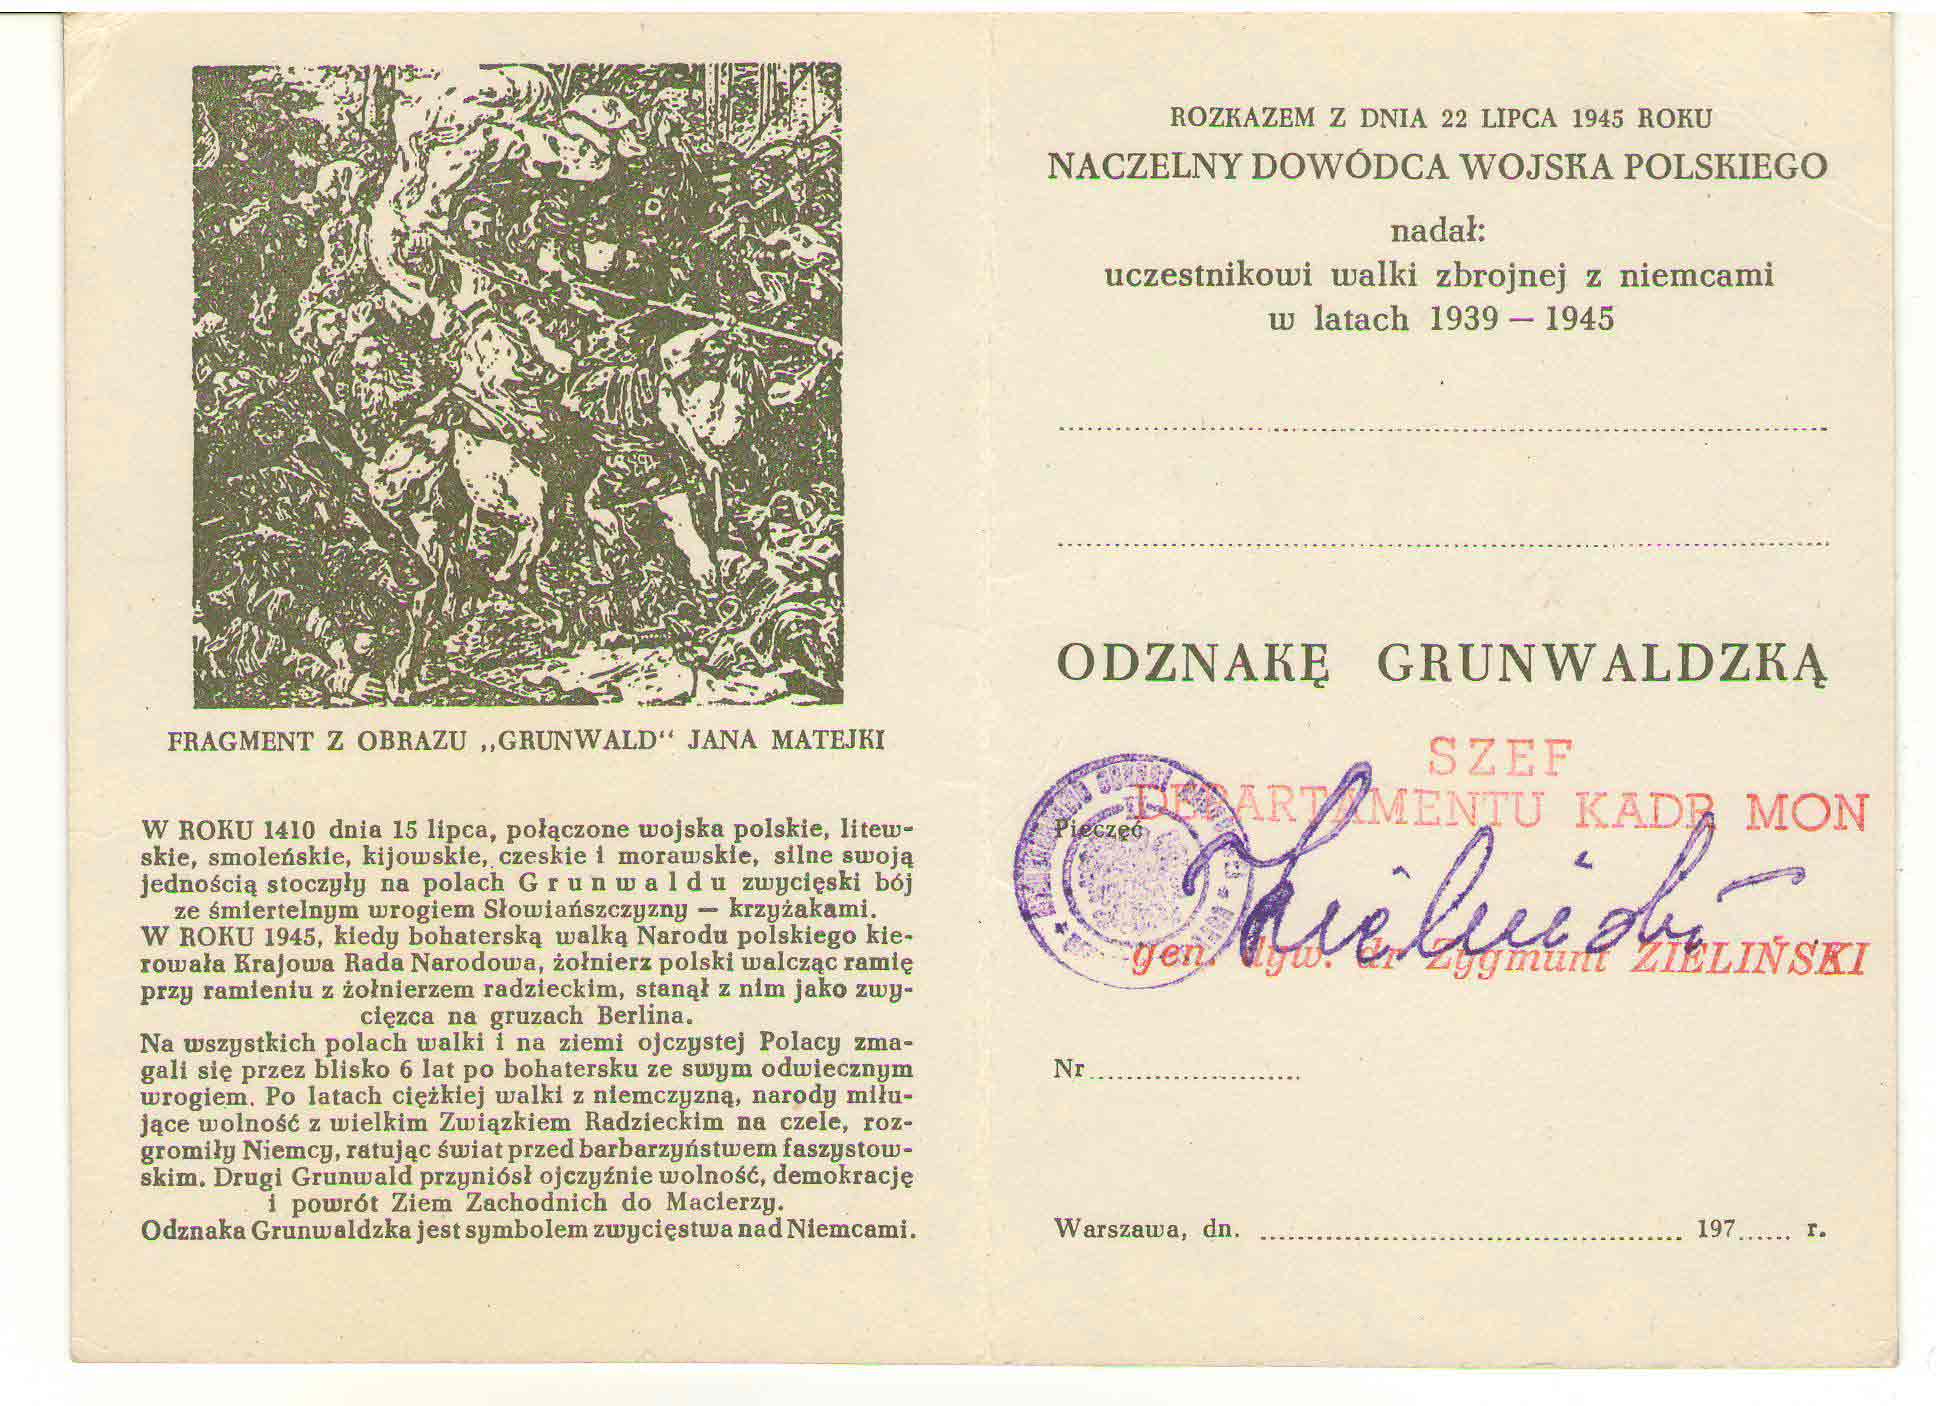 FRAGMENT Z OBRAZU „GRUNWALD“ JANA MATEJKI
W ROKU 1410 dnia 15 lipca, połączone wojska polskie, litew-
skie, smoleńskie, kijowskie, czeskie i morawskie, silne swoją
jednością stoczyły na polach Grunwaldu zwycięski bój
ze śmiertelnym wrogiem Słowiańszczyzny — krzyżakami.
W ROKU 1945, kiedy bohaterską walką Narodu polskiego kie-
rowała Krajowa Rada Narodowa, żołnierz polski walcząc ramię
przy ramieniu z żołnierzem radzieckim, stanął z nim jako zwy-
cięzca na gruzach Berlina.
Na wszystkich polach walki i na ziemi ojczystej Polacy zma-
gali się przez blisko 6 lat po bohatersku ze swym odwiecznym
wrogiem. Po latach ciężkiej walki z niemczyzną, narody miłu-
jące wolność z wielkim Związkiem Radzieckim na czele, roz-
gromiły Niemcy, ratując świat przed barbarzyństwem faszystow-
skim. Drugi Grunwald przyniósł ojczyźnie wolność, demokrację
i powrót Ziem Zachodnich do Macierzy.
Odznaka Grunwaldzka jest symbolem zwycięstwa nad Niemcami.
ROZKAZEM Z DNIA 22 LIPCA 1945 ROKU
NACZELNY DOWÓDCA WOJSKA POLSKIEGO
nadał:
uczestnikowi walki zbrojnej z niemcami
w latach 1939 — 1945
ODZNAKĘ GRUNWALDZKĄ
SZEF
DEPARTAMENTU KADR MON
Pieczęć
Zieliński
gen. dyw. dr Zygmunt ZIELIŃSKI
Nr
Warszawa, dn. 197 r.